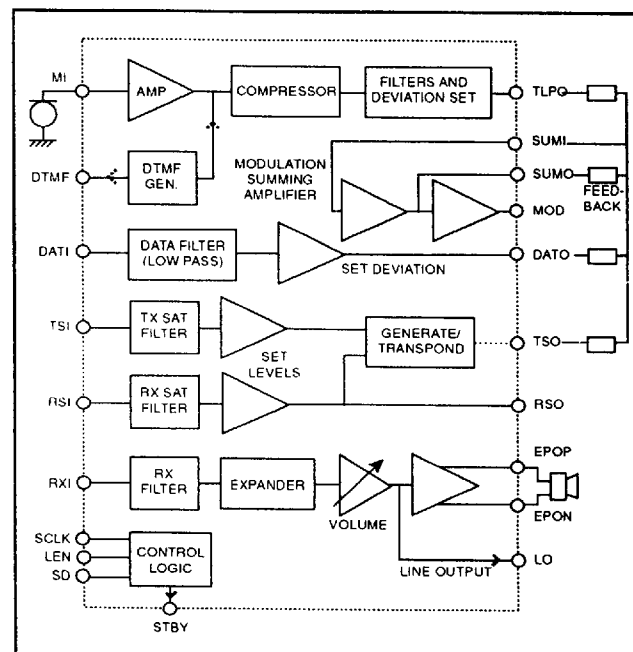 MI
AMP
COMPRESSOR
FILTERS AND
DEVIATION SET
TLPO
SUMI
DTMF
DTMF
GEN.
MODULATION
SUMMING
AMPLIFIER
SUMO
FEED-
BACK
MOD
DATI
DATA FILTER
(LOW PASS)
SET DEVIATION
DATO
TSI
TX SAT
FILTER
SET
LEVELS
GENERATE/
TRANSPOND
TSO
RSI
RX SAT
FILTER
RSO
RXI
RX
FILTER
EXPANDER
VOLUME
EPOP
EPON
SCLK
LEN
SD
CONTROL
LOGIC
LINE OUTPUT
LO
STBY